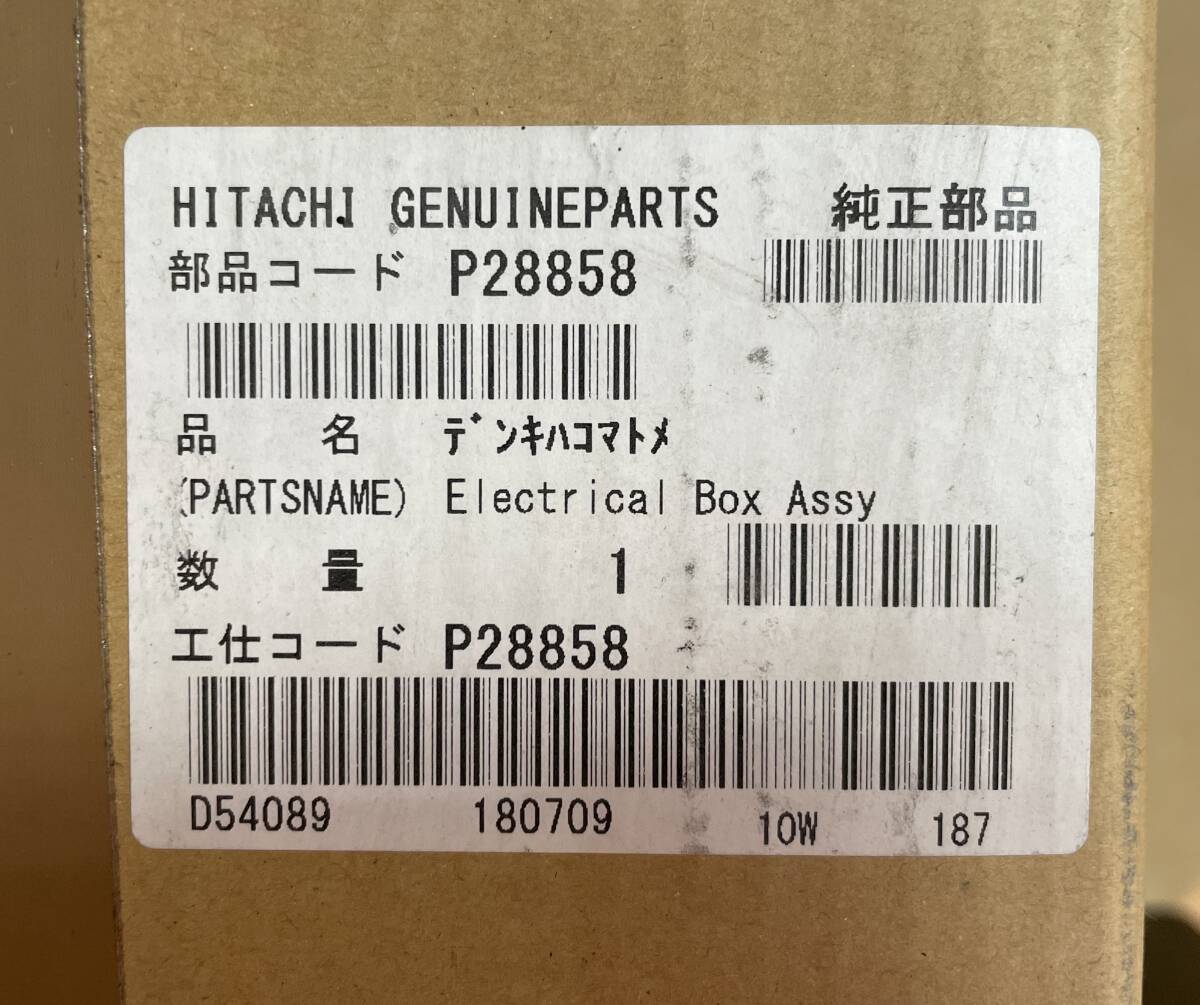 HITACHI GENUINEPARTS 純正部品
部品コード P28858
品 名 ﾃﾞﾝｷﾊｺﾏﾄﾒ
(PARTSNAME) Electrical Box Assy
数 量 1
工仕コード P28858
D54089 180709 10W 187